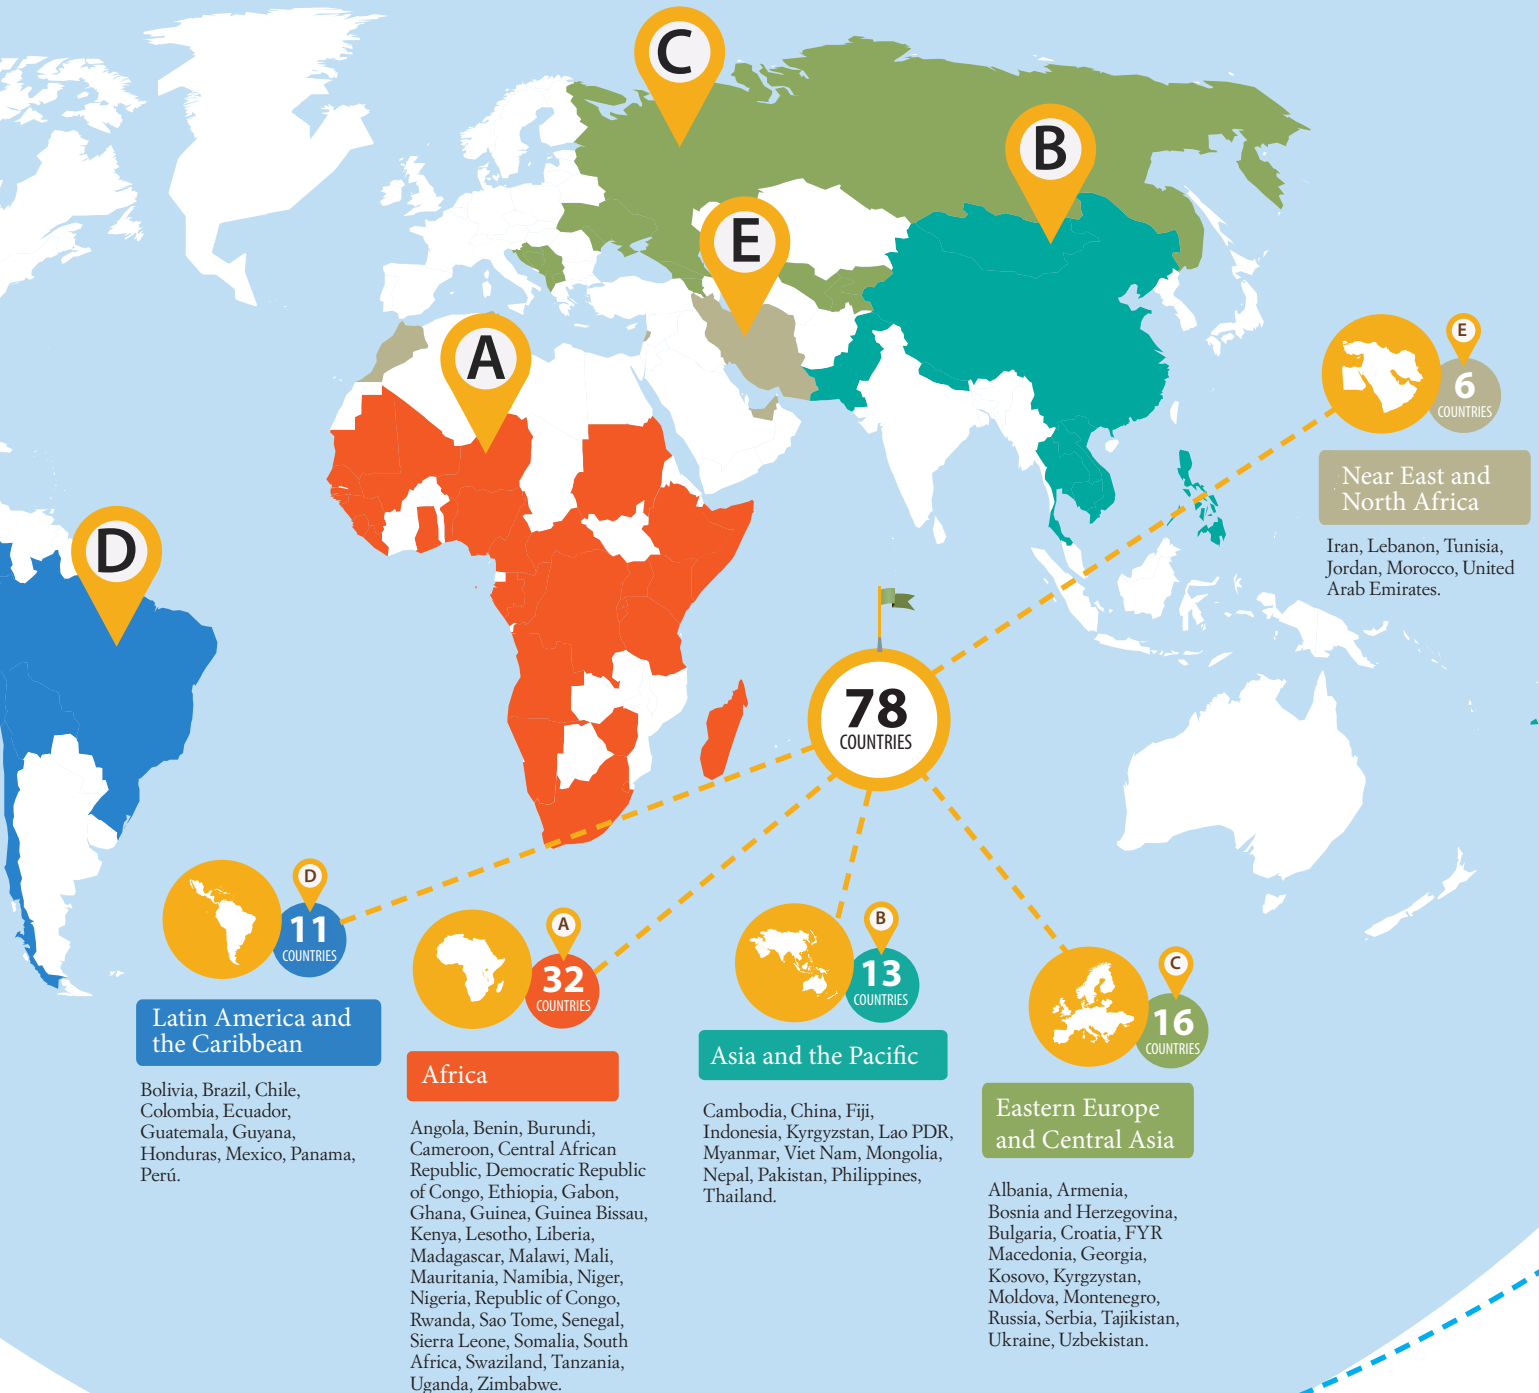 C
B
E
A
D
E
6
COUNTRIES
Near East and
North Africa
Iran, Lebanon, Tunisia,
Jordan, Morocco, United
Arab Emirates.
78
COUNTRIES
D
11
COUNTRIES
Latin America and
the Caribbean
Bolivia, Brazil, Chile,
Colombia, Ecuador,
Guatemala, Guyana,
Honduras, Mexico, Panama,
Perú.
A
32
COUNTRIES
Africa
Angola, Benin, Burundi,
Cameroon, Central African
Republic, Democratic Republic
of Congo, Ethiopia, Gabon,
Ghana, Guinea, Guinea Bissau,
Kenya, Lesotho, Liberia,
Madagascar, Malawi, Mali,
Mauritania, Namibia, Niger,
Nigeria, Republic of Congo,
Rwanda, Sao Tome, Senegal,
Sierra Leone, Somalia, South
Africa, Swaziland, Tanzania,
Uganda, Zimbabwe.
B
13
COUNTRIES
Asia and the Pacific
Cambodia, China, Fiji,
Indonesia, Kyrgyzstan, Lao PDR,
Myanmar, Viet Nam, Mongolia,
Nepal, Pakistan, Philippines,
Thailand.
C
16
COUNTRIES
Eastern Europe
and Central Asia
Albania, Armenia,
Bosnia and Herzegovina,
Bulgaria, Croatia, FYR
Macedonia, Georgia,
Kosovo, Kyrgzystan,
Moldova, Montenegro,
Russia, Serbia, Tajikistan,
Ukraine, Uzbekistan.